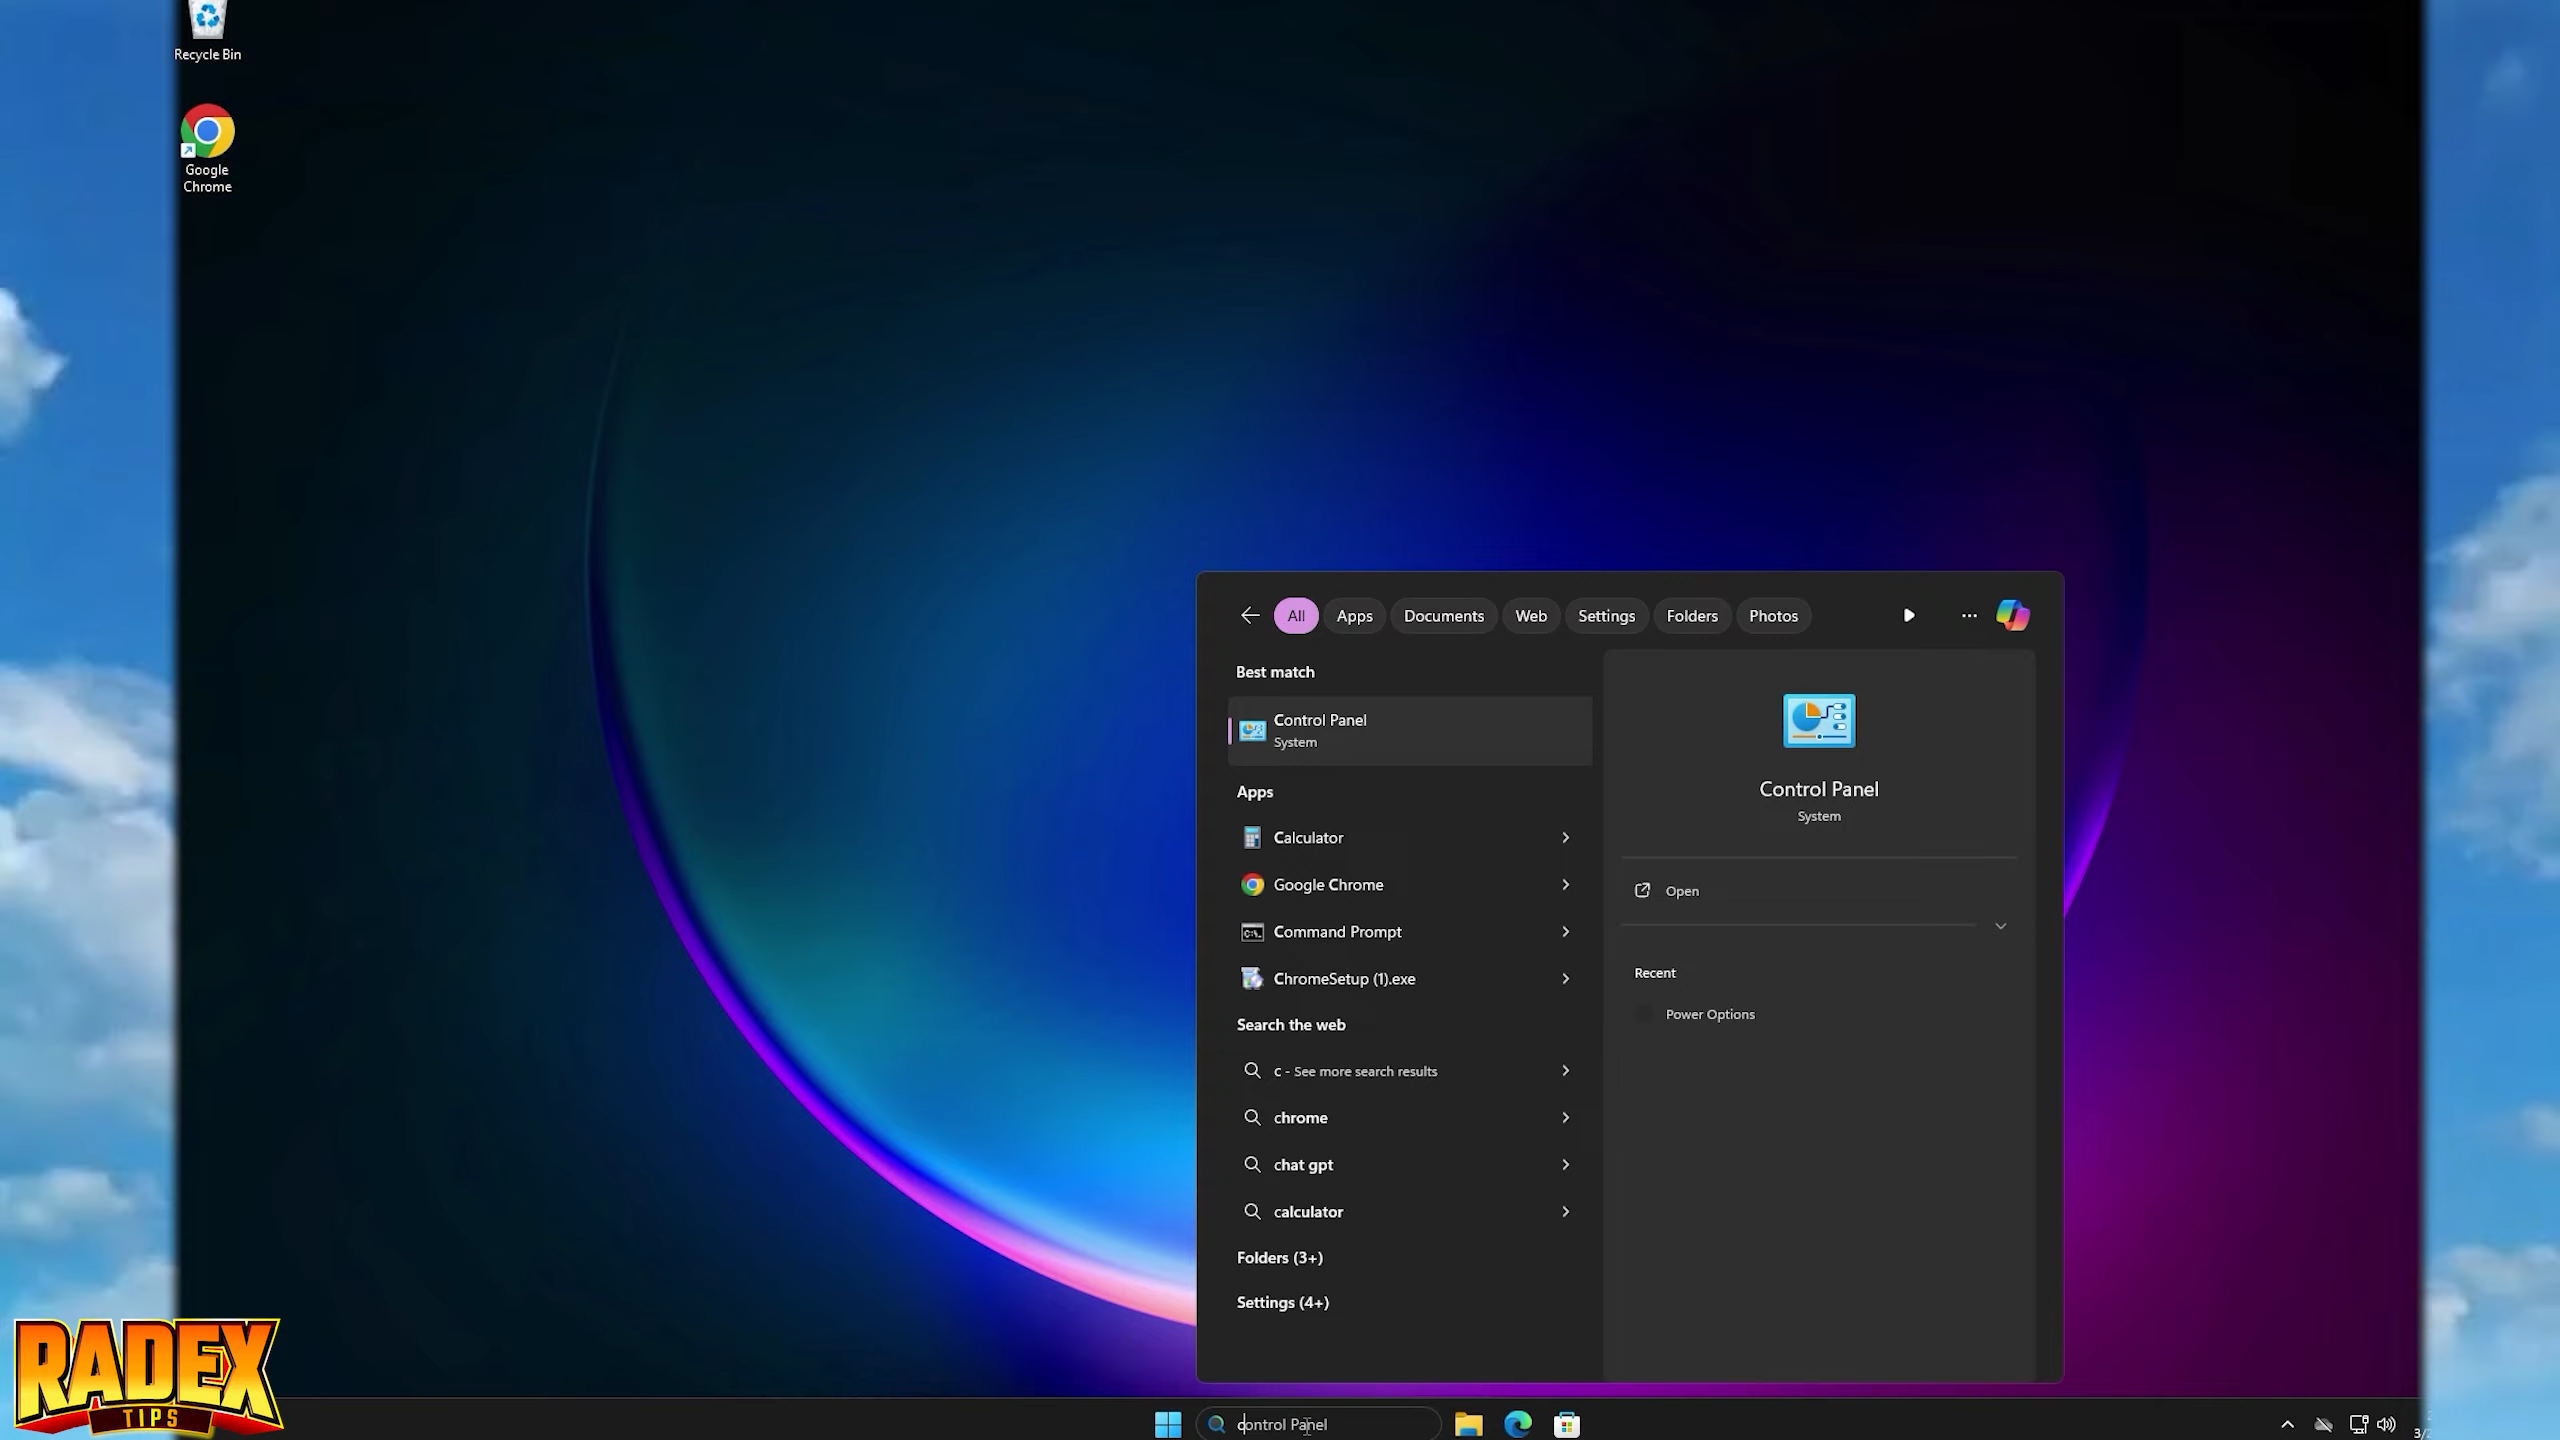 Recycle Bin
Google
Chrome
All
Apps
Documents
Web
Settings
Folders
Photos
Best match
Control Panel
System
Apps
Calculator
Google Chrome
Command Prompt
ChromeSetup (1).exe
Search the web
c - See more search results
chrome
chat gpt
calculator
Folders (3+)
Settings (4+)
Control Panel
System
Open
Recent
Power Options
RADEX
TIPS
control Panel